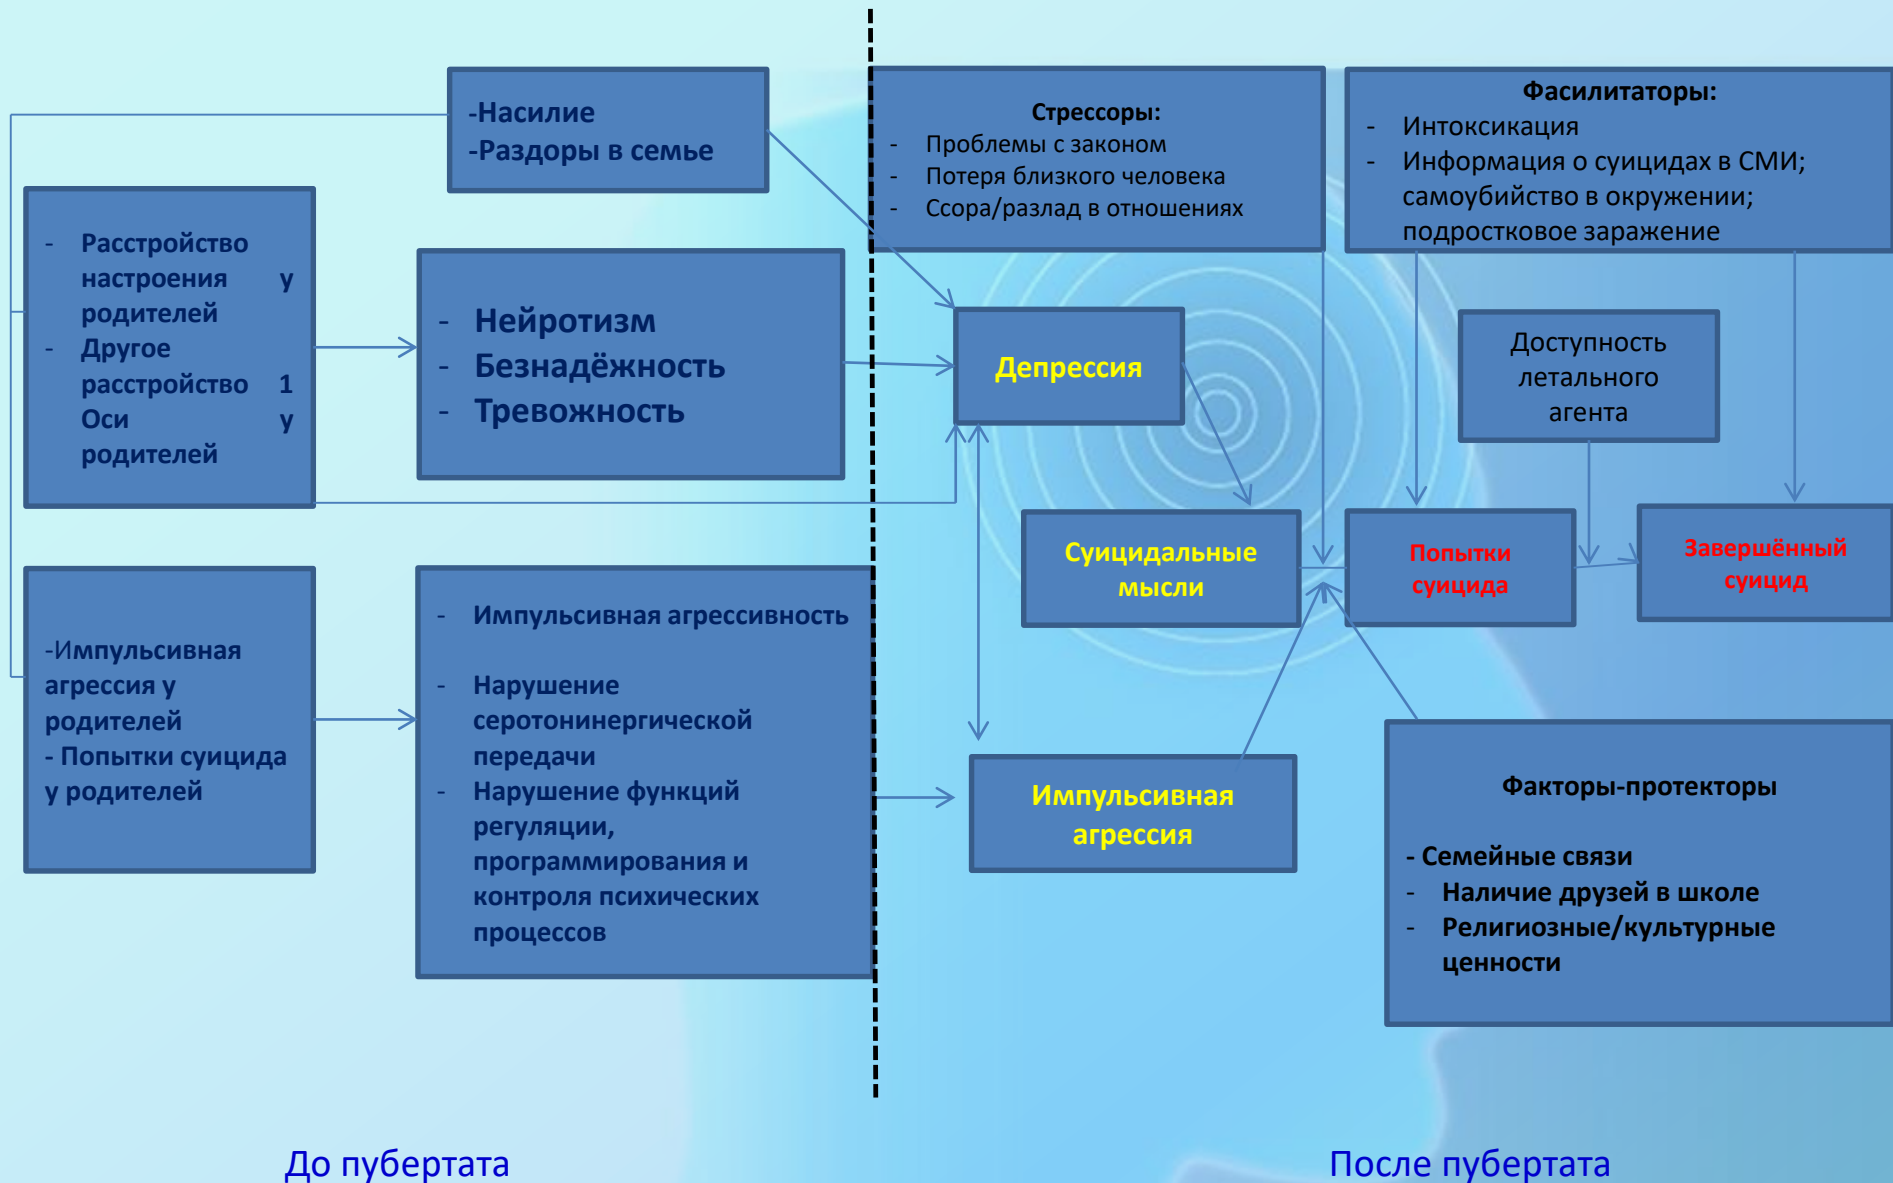 -Насилие
-Раздоры в семье
Стрессоры:
- Проблемы с законом
- Потеря близкого человека
- Ссора/разлад в отношениях
Фасилитаторы:
- Интоксикация
- Информация о суицидах в СМИ;
самоубийство в окружении;
подростковое заражение
- Расстройство
настроения у
родителей
- Другое
расстройство 1
Оси у
родителей
- Нейротизм
- Безнадёжность
- Тревожность
Депрессия
Доступность
летального
агента
Суицидальные
мысли
Попытки
суицида
Завершённый
суицид
-Импульсивная
агрессия у
родителей
- Попытки суицида
у родителей
- Импульсивная агрессивность
- Нарушение
серотонинергической
передачи
- Нарушение функций
регуляции,
программирования и
контроля психических
процессов
Импульсивная
агрессия
Факторы-протекторы
- Семейные связи
- Наличие друзей в школе
- Религиозные/культурные
ценности
До пубертата
После пубертата